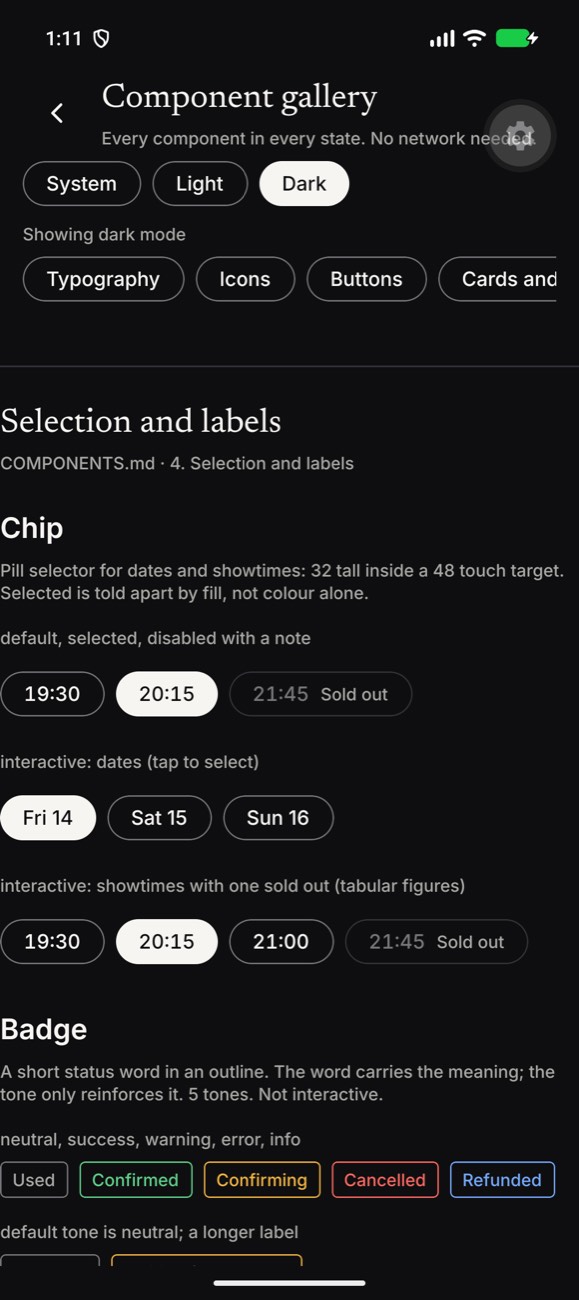 1:11
Component gallery
Every component in every state. No network needed.
System Light Dark
Showing dark mode
Typography Icons Buttons Cards and
Selection and labels
COMPONENTS.md · 4. Selection and labels
Chip
Pill selector for dates and showtimes: 32 tall inside a 48 touch target.
Selected is told apart by fill, not colour alone.
default, selected, disabled with a note
19:30 20:15 21:45 Sold out
interactive: dates (tap to select)
Fri 14 Sat 15 Sun 16
interactive: showtimes with one sold out (tabular figures)
19:30 20:15 21:00 21:45 Sold out
Badge
A short status word in an outline. The word carries the meaning; the
tone only reinforces it. 5 tones. Not interactive.
neutral, success, warning, error, info
Used Confirmed Confirming Cancelled Refunded
default tone is neutral; a longer label